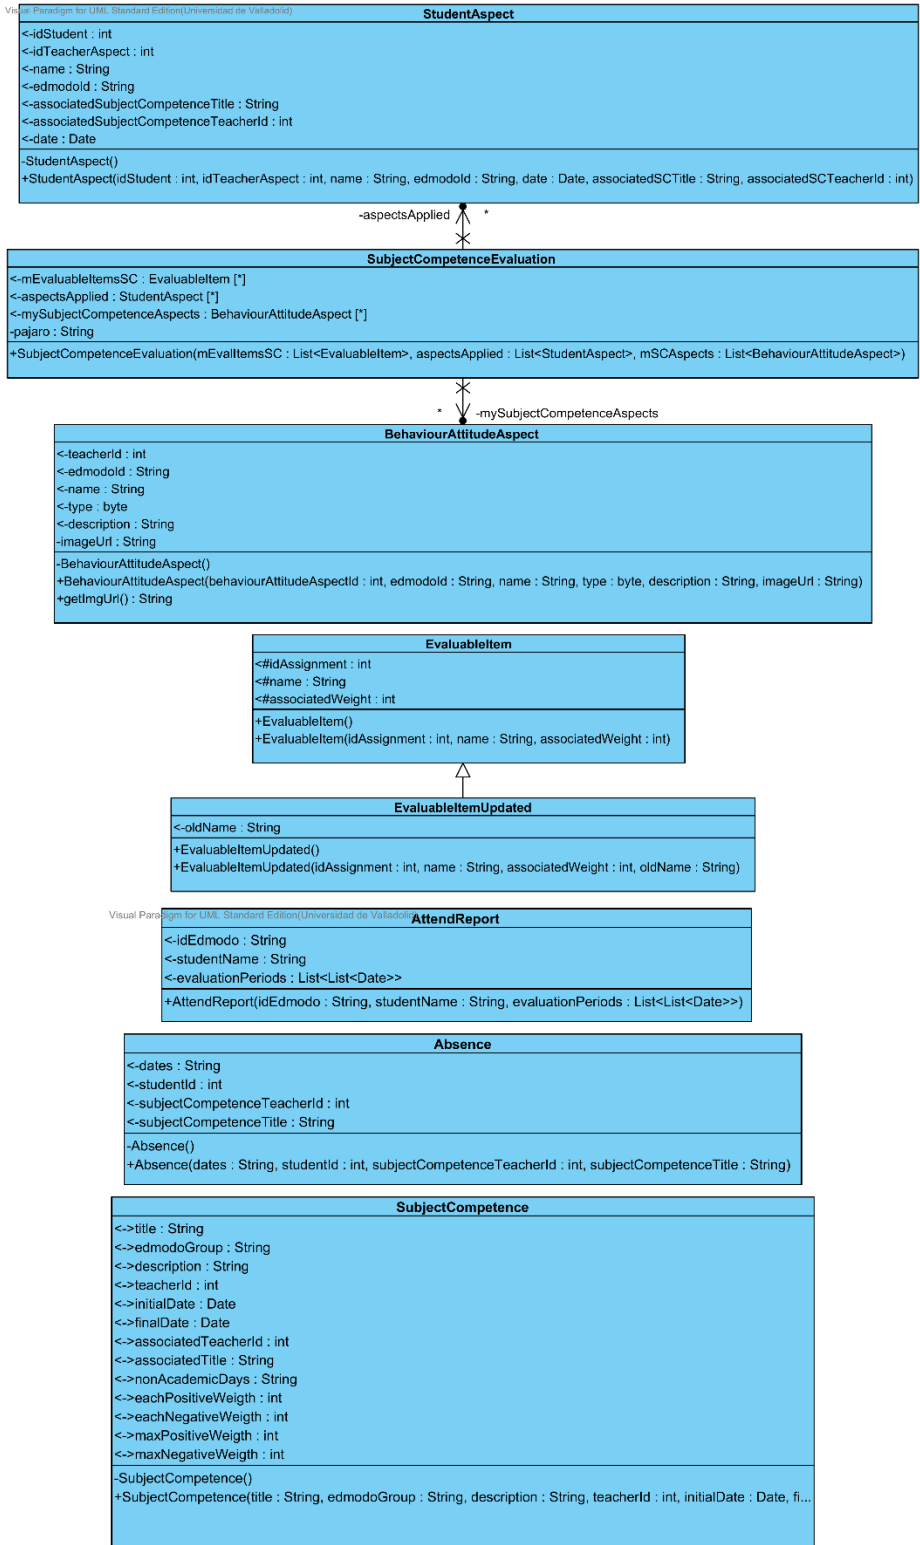 Visual Paradigm for UML Standard Edition(Universidad de Valladolid)
StudentAspect
<-idStudent : int
<-idTeacherAspect : int
<-name : String
<-edmodoId : String
<-associatedSubjectCompetenceTitle : String
<-associatedSubjectCompetenceTeacherId : int
<-date : Date
-StudentAspect()
+StudentAspect(idStudent : int, idTeacherAspect : int, name : String, edmodoId : String, date : Date, associatedSCTitle : String, associatedSCTeacherId : int)
-aspectsApplied *
SubjectCompetenceEvaluation
<-mEvaluableItemsSC : EvaluableItem [*]
<-aspectsApplied : StudentAspect [*]
<-mySubjectCompetenceAspects : BehaviourAttitudeAspect [*]
-pajaro : String
+SubjectCompetenceEvaluation(mEvalItemsSC : List<EvaluableItem>, aspectsApplied : List<StudentAspect>, mSCAspects : List<BehaviourAttitudeAspect>)
* -mySubjectCompetenceAspects
BehaviourAttitudeAspect
<-teacherId : int
<-edmodoId : String
<-name : String
<-type : byte
<-description : String
-imageUrl : String
-BehaviourAttitudeAspect()
+BehaviourAttitudeAspect(behaviourAttitudeAspectId : int, edmodoId : String, name : String, type : byte, description : String, imageUrl : String)
+getImgUrl() : String
EvaluableItem
<#idAssignment : int
<#name : String
<#associatedWeight : int
+EvaluableItem()
+EvaluableItem(idAssignment : int, name : String, associatedWeight : int)
EvaluableItemUpdated
<-oldName : String
+EvaluableItemUpdated()
+EvaluableItemUpdated(idAssignment : int, name : String, associatedWeight : int, oldName : String)
Visual Paradigm for UML Standard Edition(Universidad de Valladolid)
AttendReport
<-idEdmodo : String
<-studentName : String
<-evaluationPeriods : List<List<Date>>
+AttendReport(idEdmodo : String, studentName : String, evaluationPeriods : List<List<Date>>)
Absence
<-dates : String
<-studentId : int
<-subjectCompetenceTeacherId : int
<-subjectCompetenceTitle : String
-Absence()
+Absence(dates : String, studentId : int, subjectCompetenceTeacherId : int, subjectCompetenceTitle : String)
SubjectCompetence
<->title : String
<->edmodoGroup : String
<->description : String
<->teacherId : int
<->initialDate : Date
<->finalDate : Date
<->associatedTeacherId : int
<->associatedTitle : String
<->nonAcademicDays : String
<->eachPositiveWeigth : int
<->eachNegativeWeigth : int
<->maxPositiveWeigth : int
<->maxNegativeWeigth : int
-SubjectCompetence()
+SubjectCompetence(title : String, edmodoGroup : String, description : String, teacherId : int, initialDate : Date, fi...